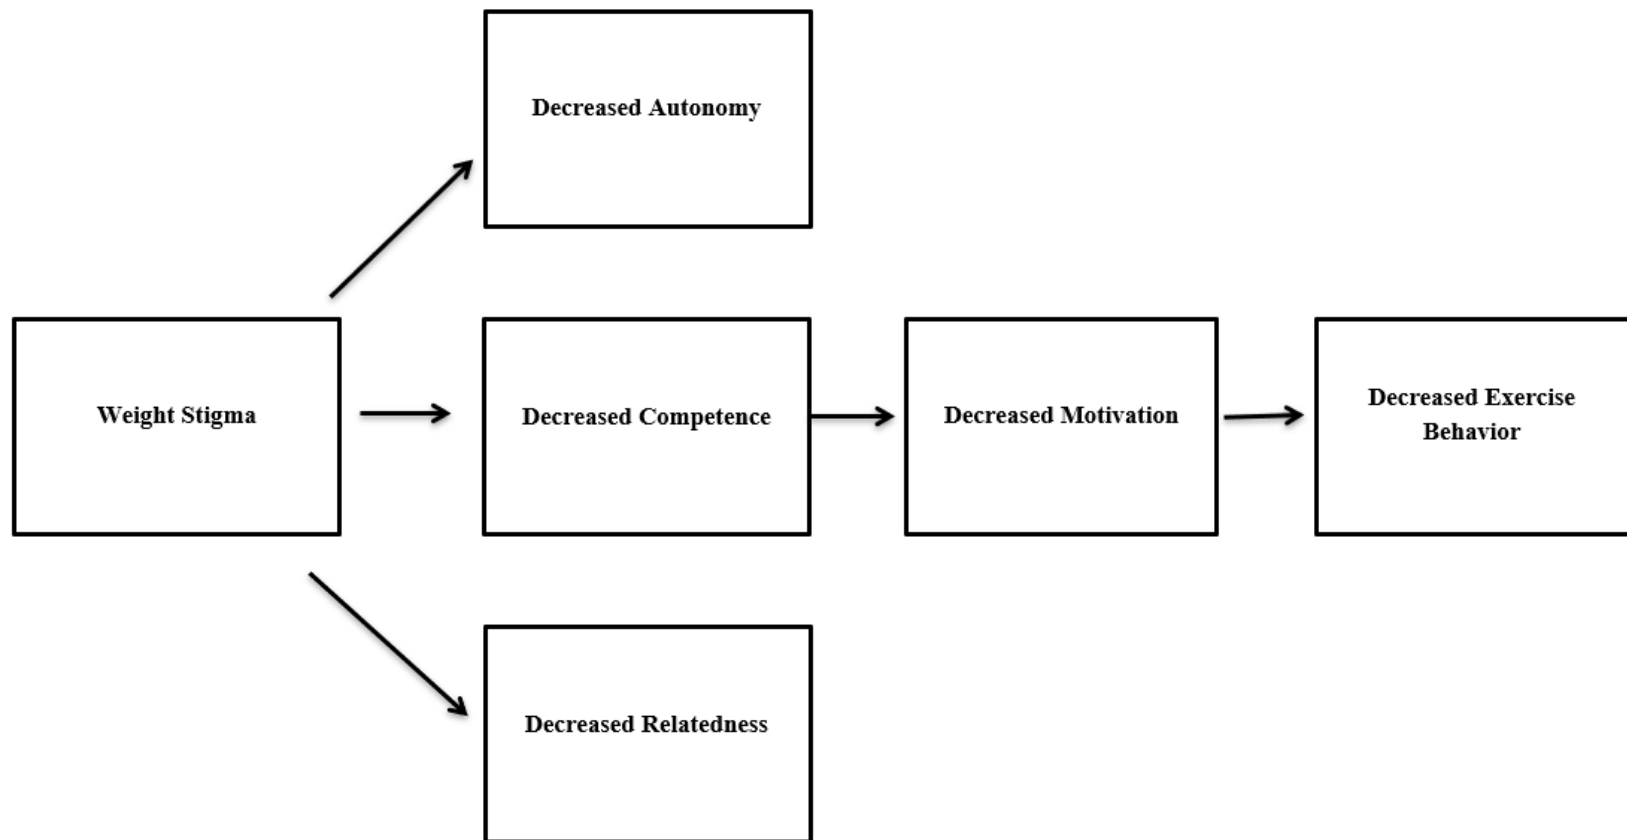 Decreased Autonomy
Weight Stigma
Decreased Competence
Decreased Motivation
Decreased Exercise
Behavior
Decreased Relatedness